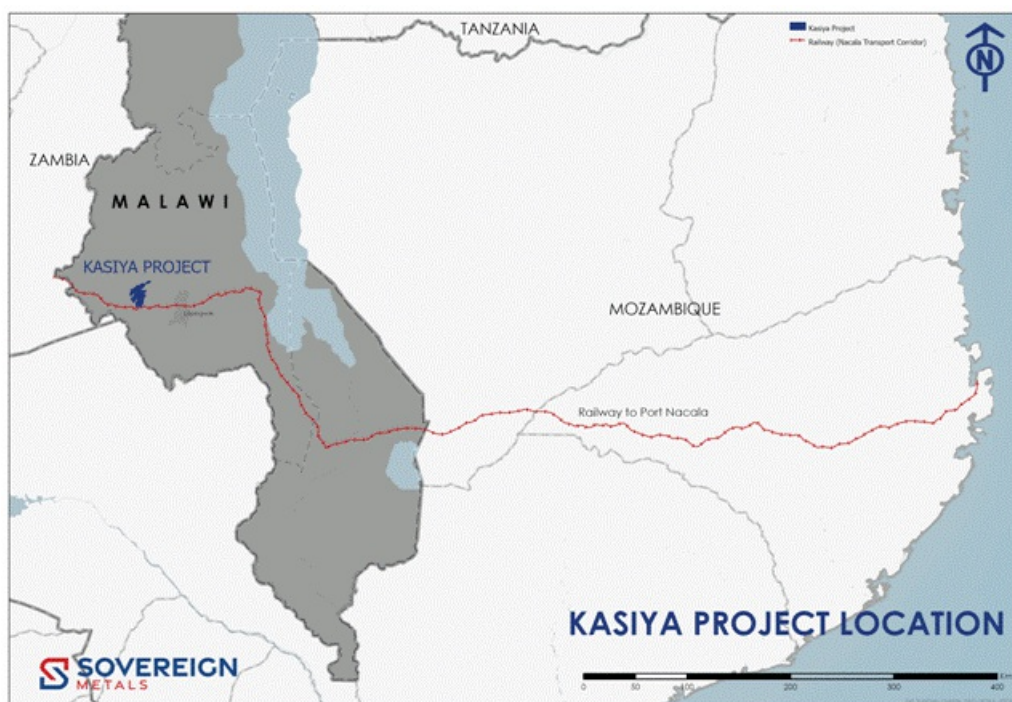 TANZANIA
Kasiya Project
Railway (Nacala Transport Corridor)
N
ZAMBIA
MALAWI
KASIYA PROJECT
Lilongwe
MOZAMBIQUE
Railway to Port Nacala
KASIYA PROJECT LOCATION
SOVEREIGN
METALS
0 50 100 200 300 400